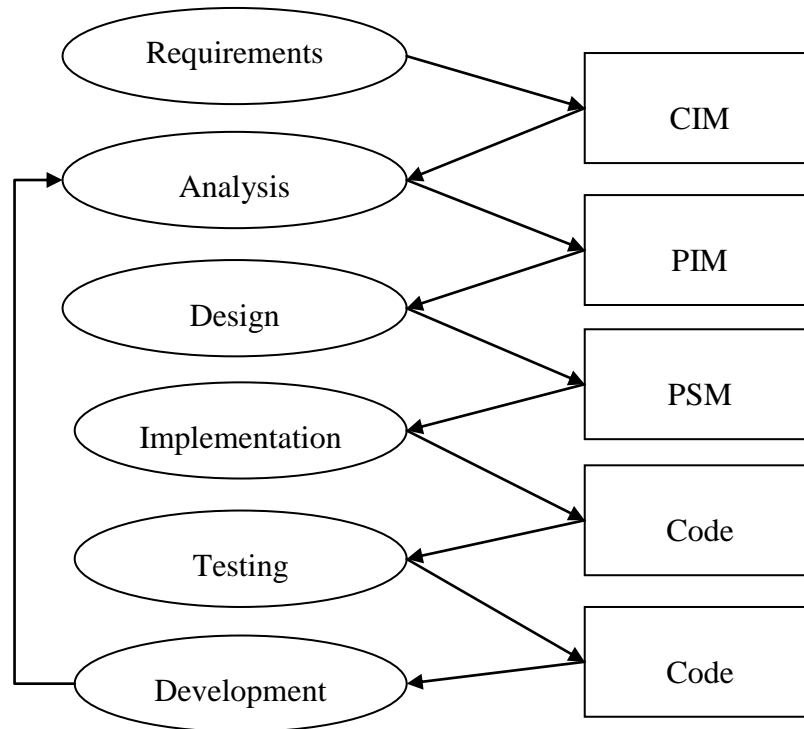 Requirements
CIM
Analysis
PIM
Design
PSM
Implementation
Code
Testing
Code
Development